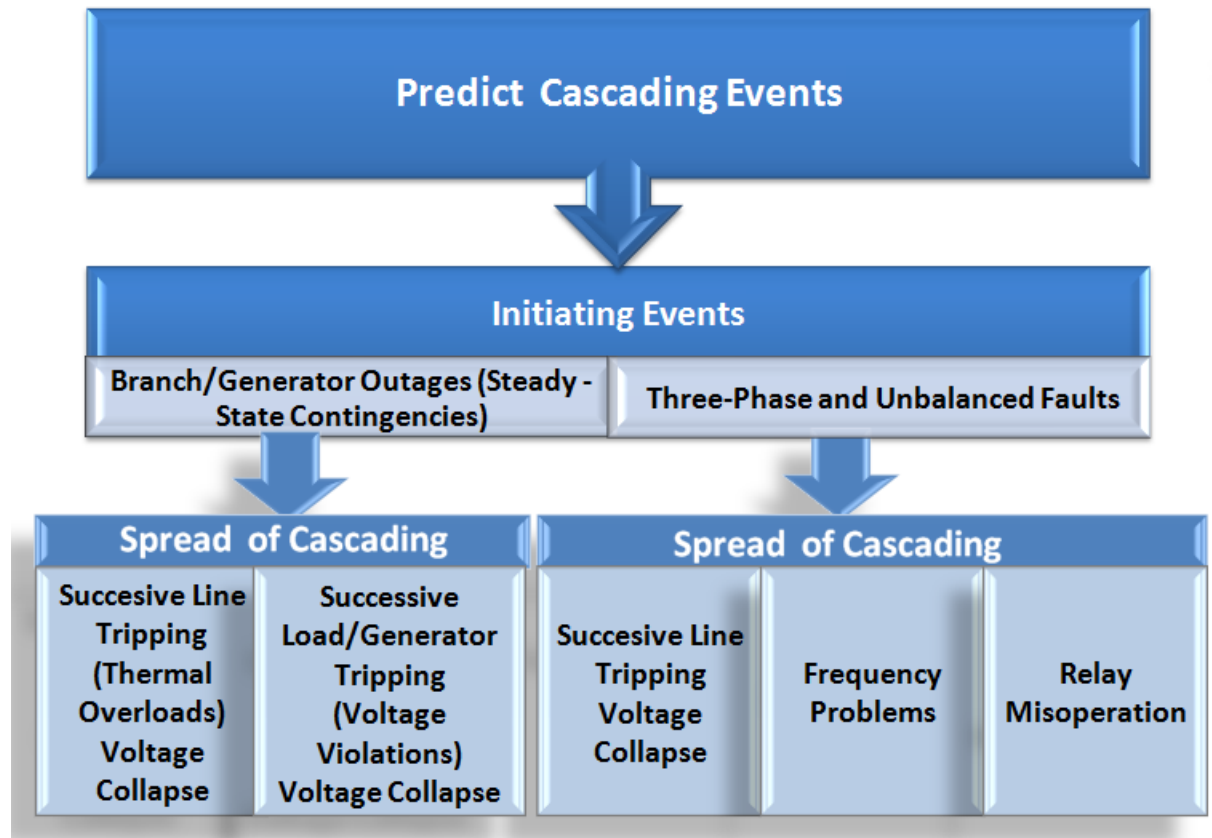 Predict Cascading Events
Initiating Events
Branch/Generator Outages (Steady -
State Contingencies)
Three-Phase and Unbalanced Faults
Spread of Cascading
Succesive Line
Tripping
(Thermal
Overloads)
Voltage
Collapse
Successive
Load/Generator
Tripping
(Voltage
Violations)
Voltage Collapse
Spread of Cascading
Succesive Line
Tripping
Voltage
Collapse
Frequency
Problems
Relay
Misoperation